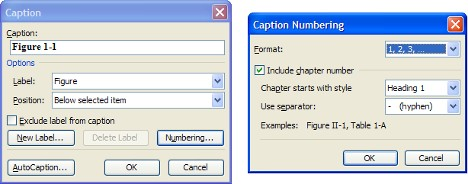 Caption
Caption:
Figure 1-1
Options
Label: Figure
Position: Below selected item
Exclude label from caption
New Label... Delete Label Numbering...
AutoCaption... OK Cancel
Caption Numbering
Format: 1, 2, 3, ...
Include chapter number
Chapter starts with style Heading 1
Use separator: - (hyphen)
Examples: Figure II-1, Table 1-A
OK Cancel